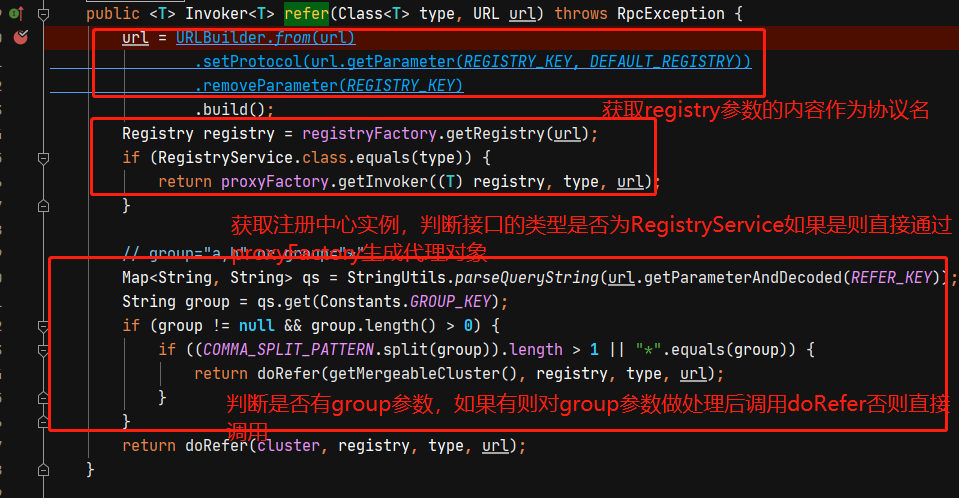 public <T> Invoker<T> refer(Class<T> type, URL url) throws RpcException {
url = URLBuilder.from(url)
.setProtocol(url.getParameter(REGISTRY_KEY, DEFAULT_REGISTRY))
.removeParameter(REGISTRY_KEY)
.build();
获取registry参数的内容作为协议名
Registry registry = registryFactory.getRegistry(url);
if (RegistryService.class.equals(type)) {
return proxyFactory.getInvoker((T) registry, type, url);
}
获取注册中心实例，判断接口的类型是否为RegistryService如果是则直接通过
proxyFactory生成代理对象
// group="a,b"
Map<String, String> qs = StringUtils.parseQueryString(url.getParameterAndDecoded(REFER_KEY));
String group = qs.get(Constants.GROUP_KEY);
if (group != null && group.length() > 0) {
if ((COMMA_SPLIT_PATTERN.split(group)).length > 1 || "*".equals(group)) {
return doRefer(getMergeableCluster(), registry, type, url);
}
判断是否有group参数，如果有则对group参数做处理后调用doRefer否则直接
调用
}
return doRefer(cluster, registry, type, url);
}